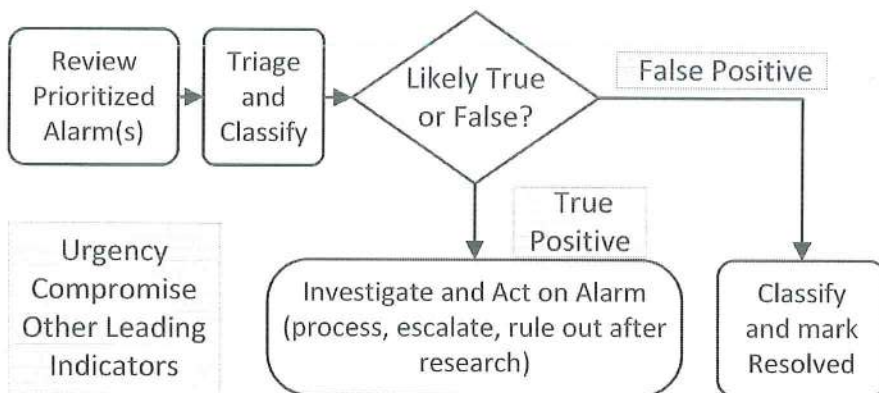 Review
Prioritized
Alarm(s)
Triage
and
Classify
Likely True
or False?
False Positive
True
Positive
Urgency
Compromise
Other Leading
Indicators
Investigate and Act on Alarm
(process, escalate, rule out after
research)
Classify
and mark
Resolved